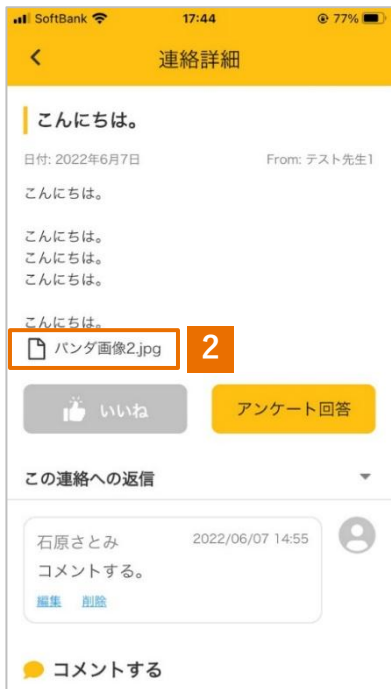 SoftBank 17:44 77%
連絡詳細
こんにちは。
日付: 2022年6月7日 From: テスト先生1
こんにちは。
こんにちは。
こんにちは。
こんにちは。
こんにちは。
パンダ画像2.jpg 2
いいね アンケート回答
この連絡への返信
石原さとみ 2022/06/07 14:55
コメントする。
編集 削除
コメントする